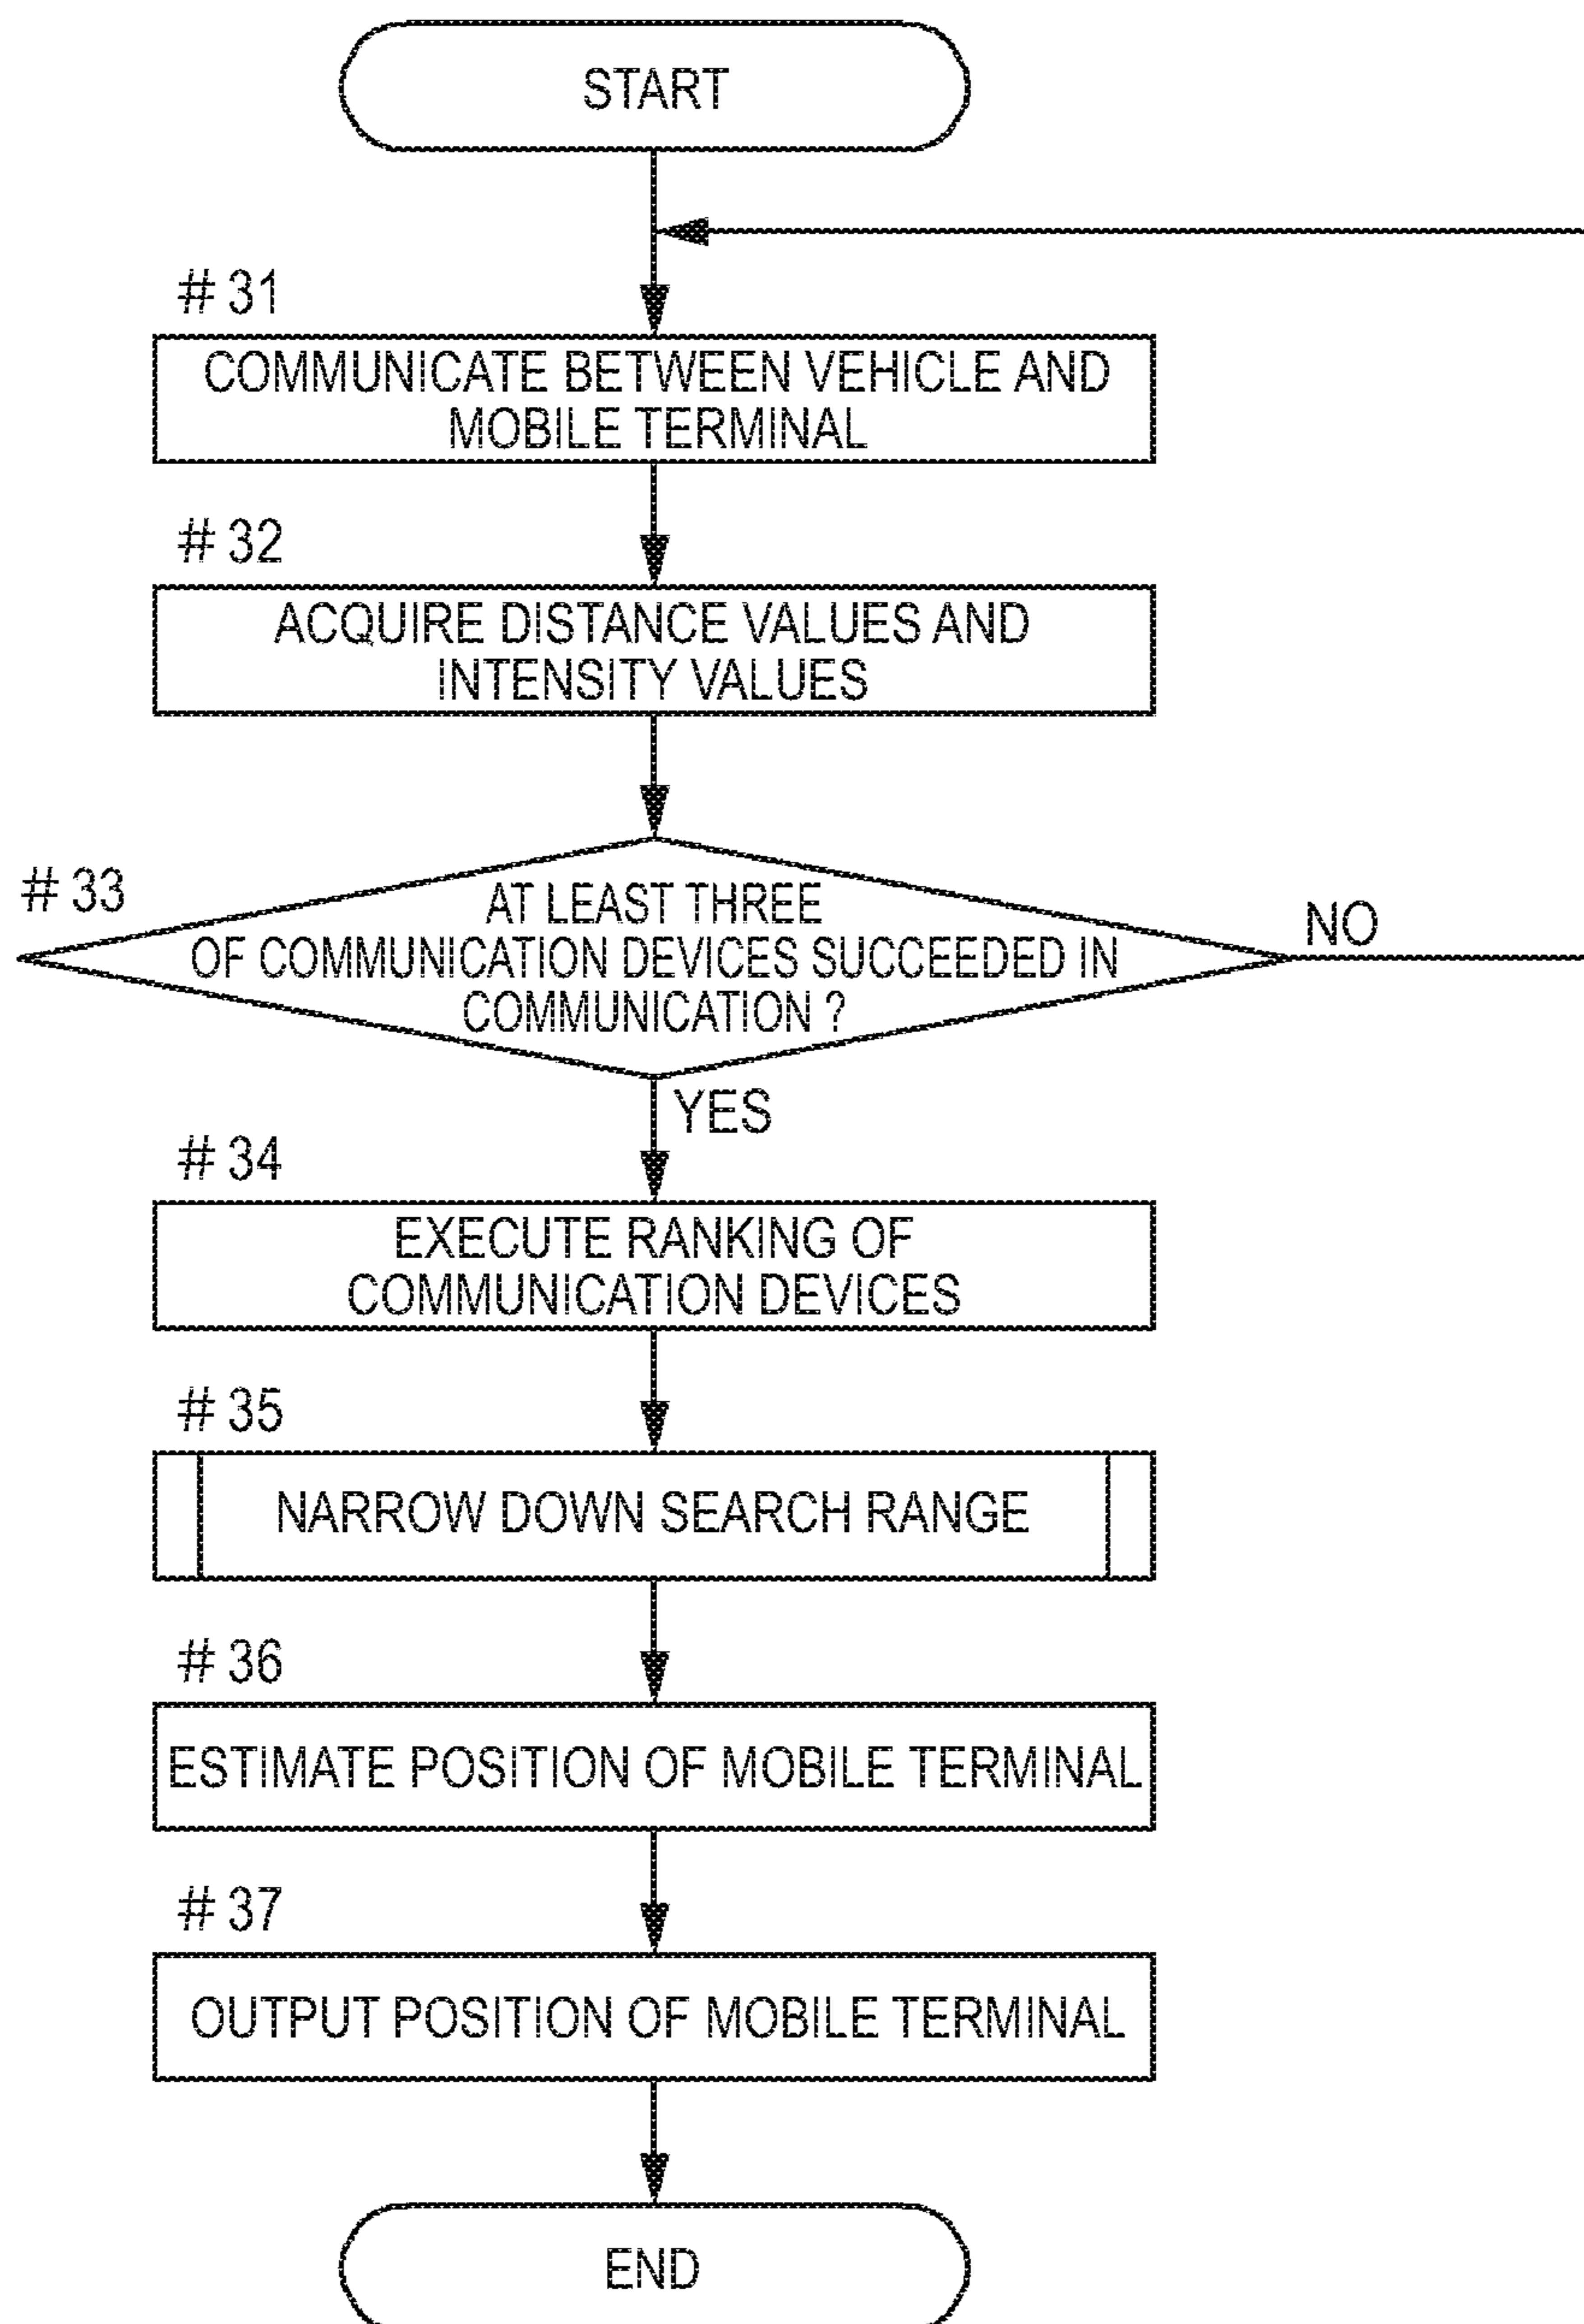 START
# 31
COMMUNICATE BETWEEN VEHICLE AND
MOBILE TERMINAL
# 32
ACQUIRE DISTANCE VALUES AND
INTENSITY VALUES
# 33
AT LEAST THREE
OF COMMUNICATION DEVICES SUCCEEDED IN
COMMUNICATION ?
NO
YES
# 34
EXECUTE RANKING OF
COMMUNICATION DEVICES
# 35
NARROW DOWN SEARCH RANGE
# 36
ESTIMATE POSITION OF MOBILE TERMINAL
# 37
OUTPUT POSITION OF MOBILE TERMINAL
END